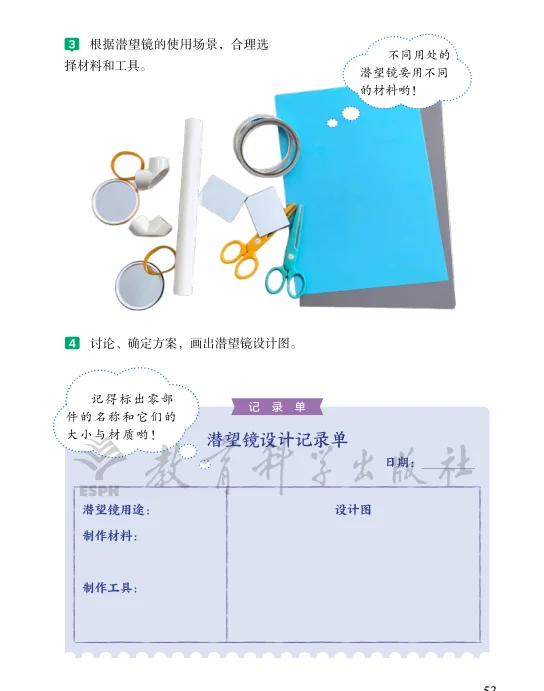 3 根据潜望镜的使用场景，合理选
择材料和工具。
不同用处的
潜望镜要用不同
的材料哟！
4 讨论、确定方案，画出潜望镜设计图。
记得标出零部
件的名称和它们的
大小与材质哟！
记 录 单
潜望镜设计记录单
日期：
教育科学出版社
ESPH
潜望镜用途：
设计图
制作材料：
制作工具：